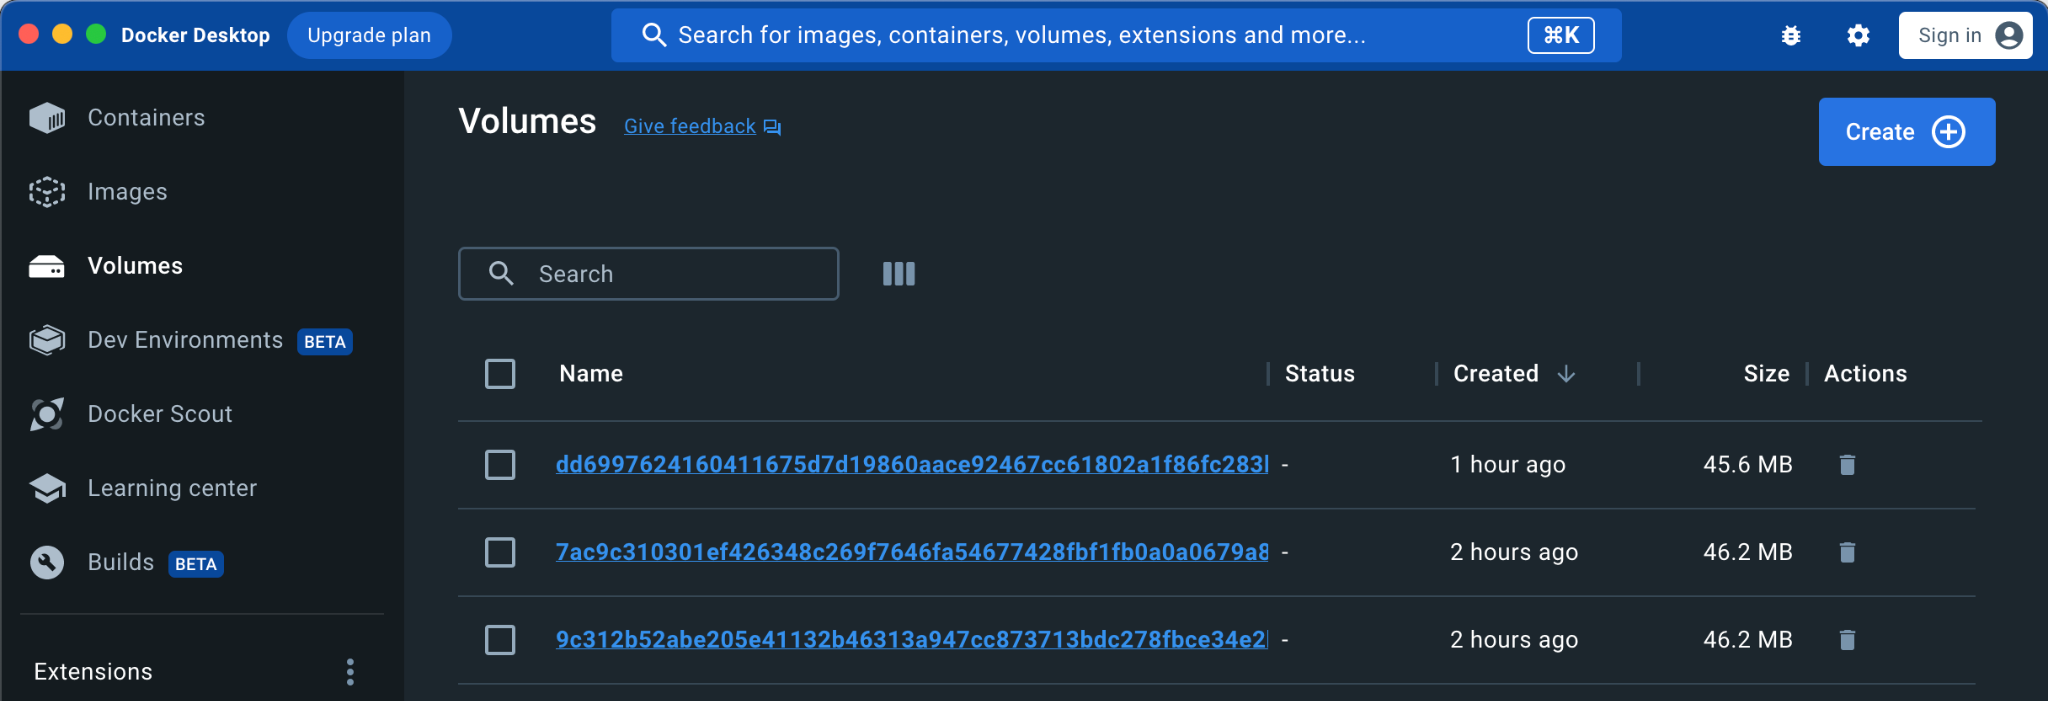 Docker Desktop Upgrade plan Search for images, containers, volumes, extensions and more... ⌘K Sign in
Containers
Images
Volumes
Dev Environments BETA
Docker Scout
Learning center
Builds BETA
Extensions
Volumes Give feedback
Create
Search
Name Status Created Size Actions
dd6997624160411675d7d19860aace92467cc61802a1f86fc283 - 1 hour ago 45.6 MB
7ac9c310301ef426348c269f7646fa54677428fbf1fb0a0a0679a8 - 2 hours ago 46.2 MB
9c312b52abe205e41132b46313a947cc873713bdc278fbce34e2 - 2 hours ago 46.2 MB